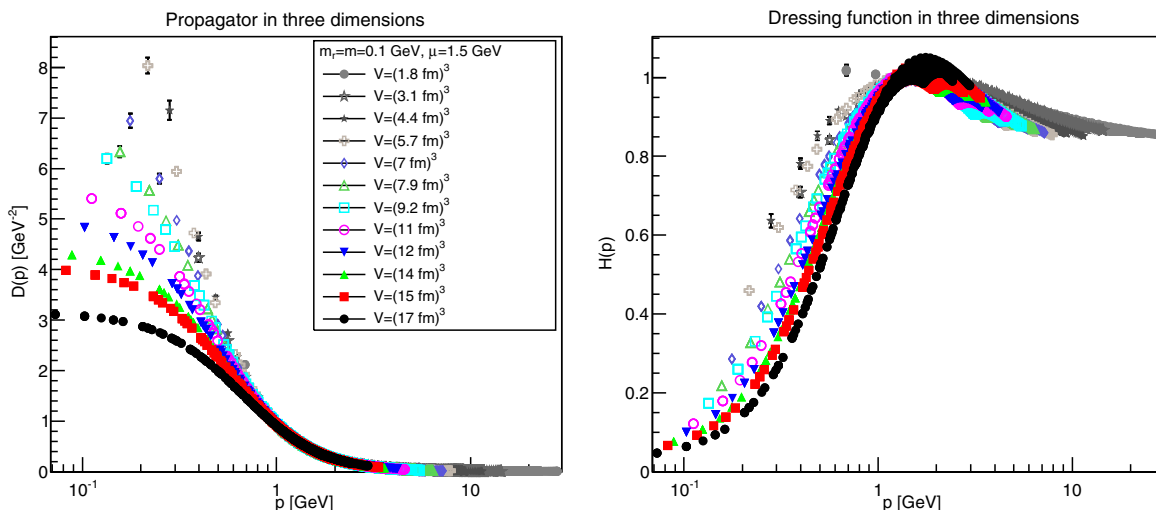 Propagator in three dimensions
D(p) [GeV⁻²]
8
7
6
5
4
3
2
1
0
mᵣ=m=0.1 GeV, μ=1.5 GeV
V=(1.8 fm)³
V=(3.1 fm)³
V=(4.4 fm)³
V=(5.7 fm)³
V=(7 fm)³
V=(7.9 fm)³
V=(9.2 fm)³
V=(11 fm)³
V=(12 fm)³
V=(14 fm)³
V=(15 fm)³
V=(17 fm)³
10⁻¹ 1 10
p [GeV]
Dressing function in three dimensions
H(p)
1
0.8
0.6
0.4
0.2
0
10⁻¹ 1 10
p [GeV]